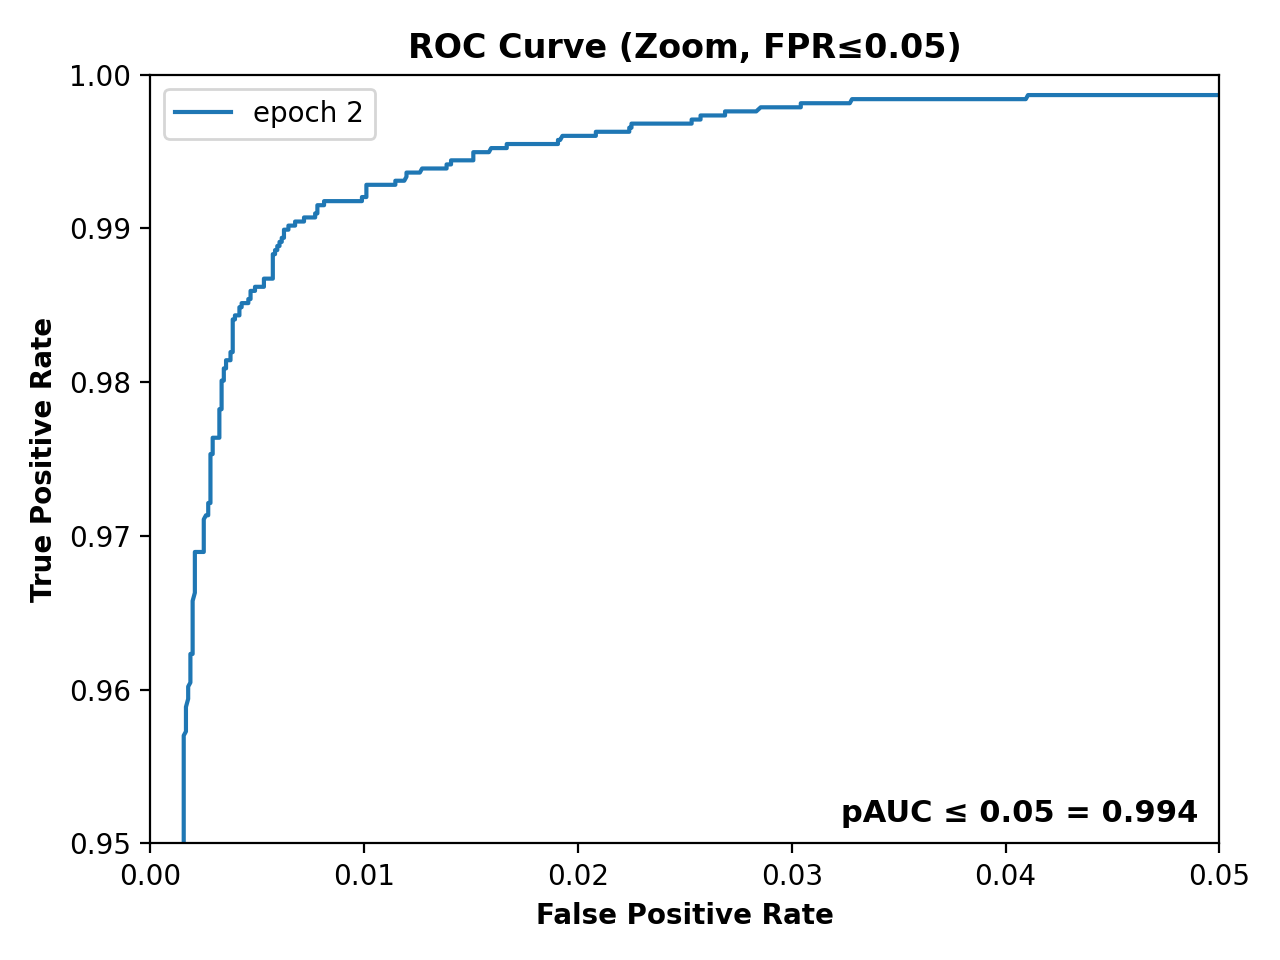 ROC Curve (Zoom, FPR≤0.05)
epoch 2
True Positive Rate
1.00
0.99
0.98
0.97
0.96
0.95
pAUC ≤ 0.05 = 0.994
0.00 0.01 0.02 0.03 0.04 0.05
False Positive Rate